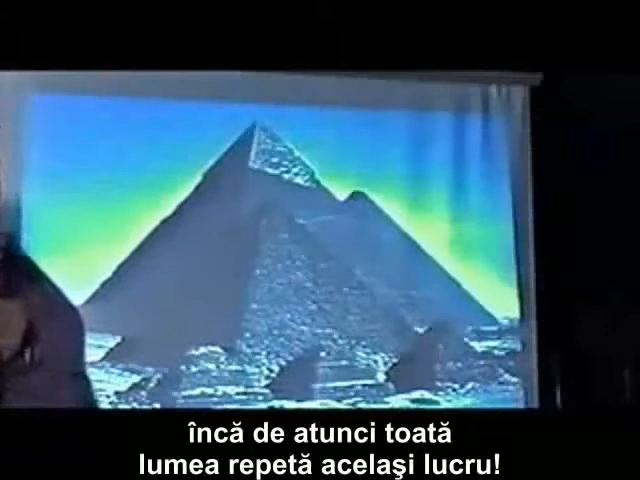 încă de atunci toată
lumea repetă acelaşi lucru!